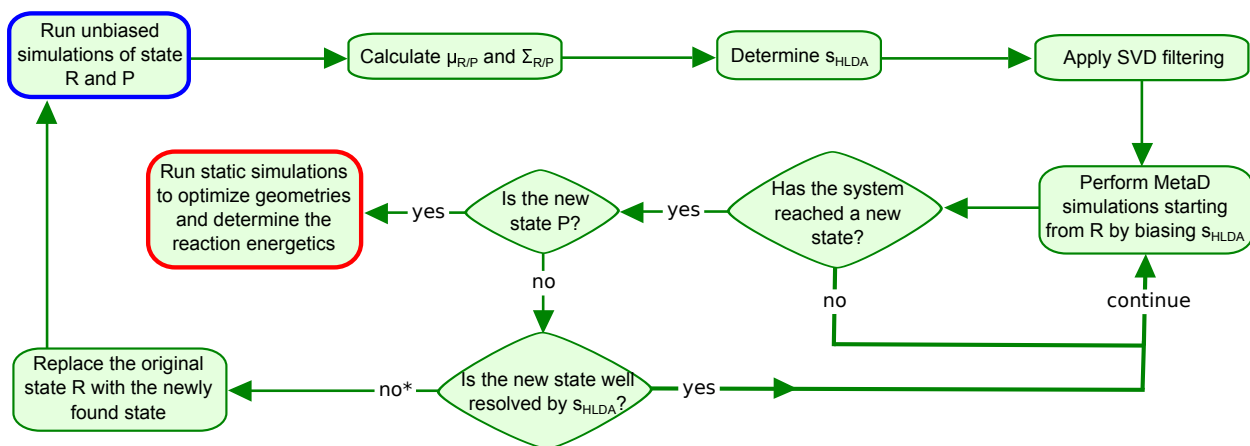 Run unbiased
simulations of state
R and P
Calculate μR/P and ΣR/P
Determine sHLDA
Apply SVD filtering
Perform MetaD
simulations starting
from R by biasing sHLDA
Has the system
reached a new
state?
yes
no
continue
Is the new
state P?
yes
no
Run static simulations
to optimize geometries
and determine the
reaction energetics
Is the new state well
resolved by sHLDA?
yes
no*
Replace the original
state R with the newly
found state